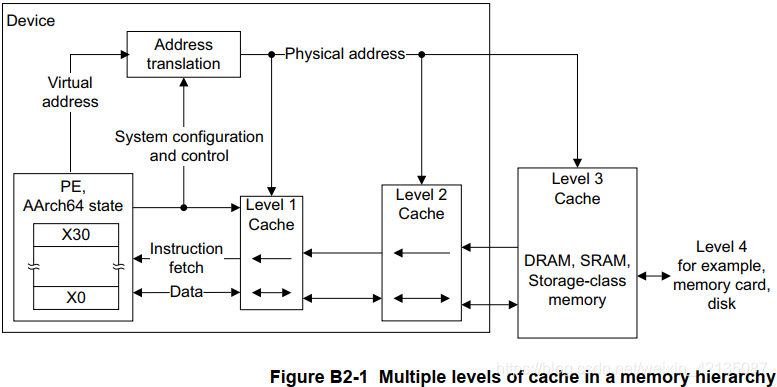 Device
Address
translation
Physical address
Virtual
address
System configuration
and control
PE,
AArch64 state
X30
X0
Instruction
fetch
Data
Level 1
Cache
Level 2
Cache
Level 3
Cache
DRAM, SRAM,
Storage-class
memory
Level 4
for example,
memory card,
disk
Figure B2-1 Multiple levels of cache in a memory hierarchy